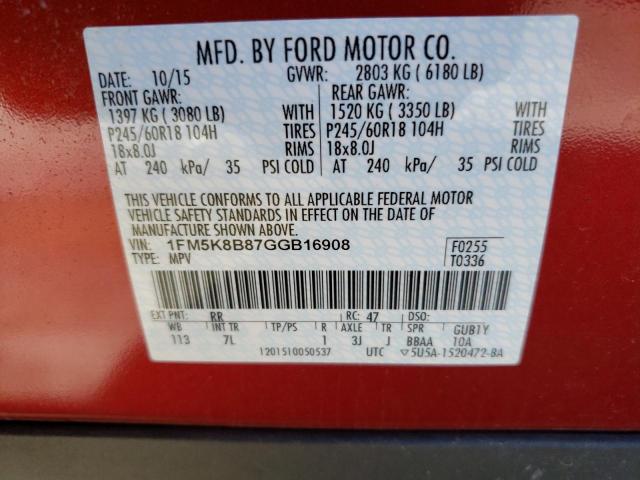 MFD. BY FORD MOTOR CO.
DATE: 10/15 GVWR: 2803 KG ( 6180 LB)
FRONT GAWR: REAR GAWR:
1397 KG ( 3080 LB) WITH 1520 KG ( 3350 LB) WITH
P245/60R18 104H TIRES P245/60R18 104H TIRES
18x8.0J RIMS 18x8.0J RIMS
AT 240 kPa/ 35 PSI COLD AT 240 kPa/ 35 PSI COLD
THIS VEHICLE CONFORMS TO ALL APPLICABLE FEDERAL MOTOR
VEHICLE SAFETY STANDARDS IN EFFECT ON THE DATE OF
MANUFACTURE SHOWN ABOVE.
VIN: 1FM5K8B87GGB16908 F0255
TYPE: MPV T0336
EXT PNT: RR RC: 47 DSO:
WB INT TR TP/PS R AXLE TR SPR GUB1Y
113 7L 1 3J J BBAA 10A
1201510050537 UTC ▽5U5A-1520472-BA